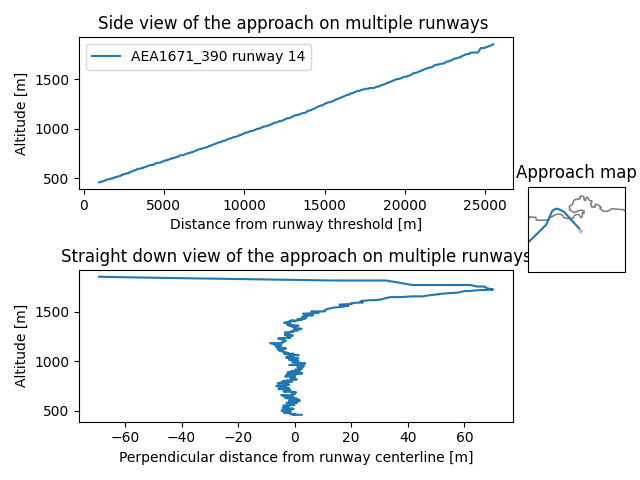 Side view of the approach on multiple runways
Altitude [m]
1500
1000
500
AEA1671_390 runway 14
0 5000 10000 15000 20000 25000
Distance from runway threshold [m]
Approach map
Straight down view of the approach on multiple runways
Altitude [m]
1500
1000
500
−60 −40 −20 0 20 40 60
Perpendicular distance from runway centerline [m]